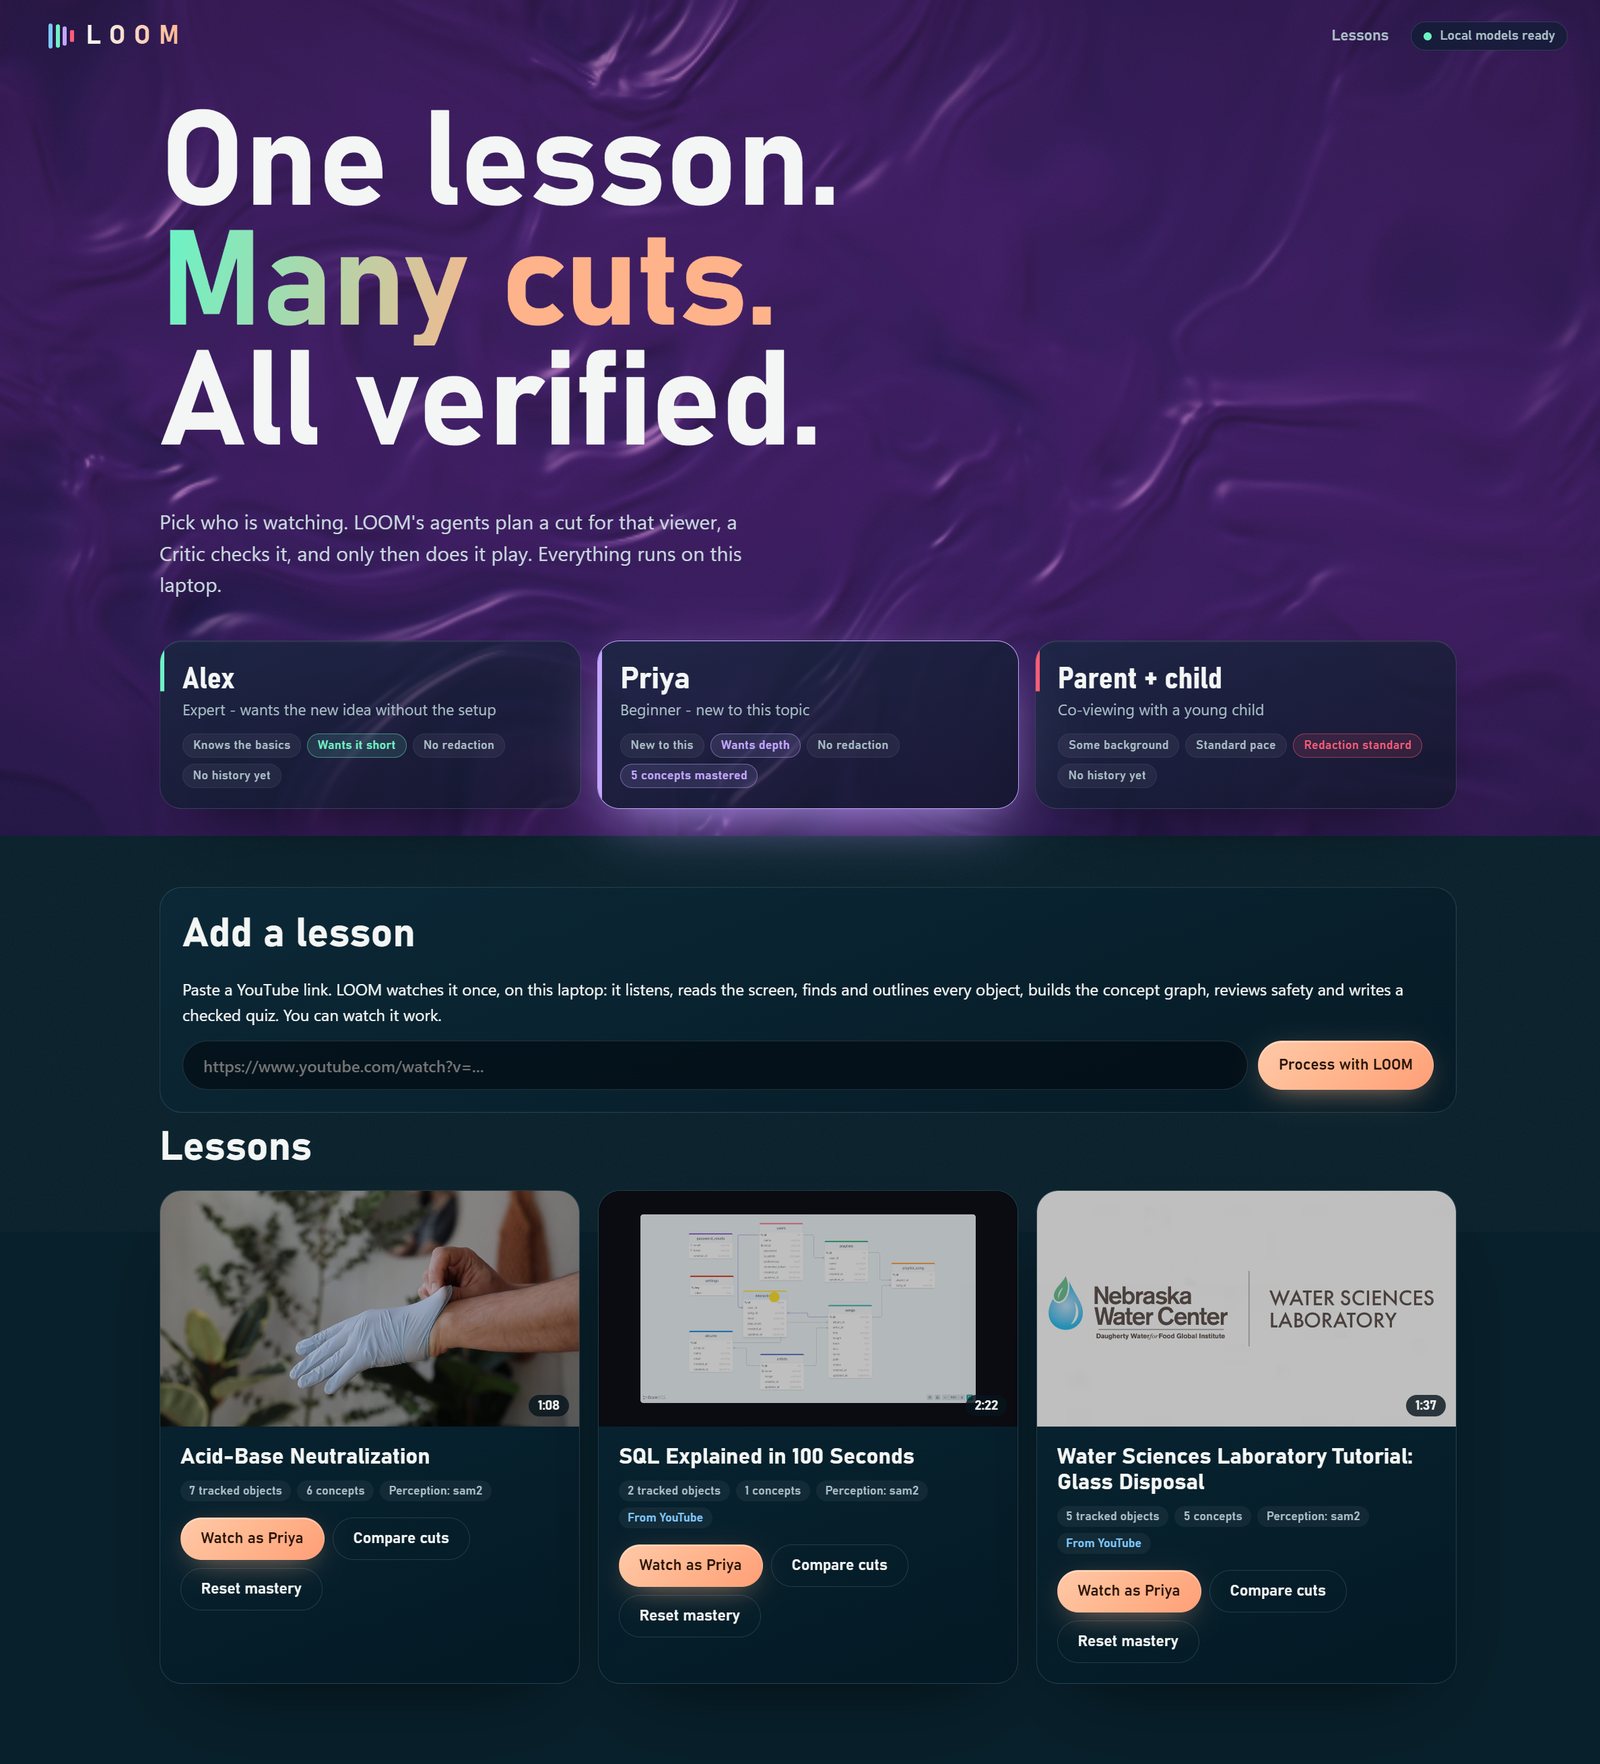 LOOM
Lessons
Local models ready
One lesson.
Many cuts.
All verified.
Pick who is watching. LOOM's agents plan a cut for that viewer, a
Critic checks it, and only then does it play. Everything runs on this
laptop.
Alex
Expert - wants the new idea without the setup
Knows the basics
Wants it short
No redaction
No history yet
Priya
Beginner - new to this topic
New to this
Wants depth
No redaction
5 concepts mastered
Parent + child
Co-viewing with a young child
Some background
Standard pace
Redaction standard
No history yet
Add a lesson
Paste a YouTube link. LOOM watches it once, on this laptop: it listens, reads the screen, finds and outlines every object, builds the concept graph, reviews safety and writes a
checked quiz. You can watch it work.
https://www.youtube.com/watch?v=...
Process with LOOM
Lessons
1:08
Acid-Base Neutralization
7 tracked objects
6 concepts
Perception: sam2
Watch as Priya
Compare cuts
Reset mastery
2:22
SQL Explained in 100 Seconds
2 tracked objects
1 concepts
Perception: sam2
From YouTube
Watch as Priya
Compare cuts
Reset mastery
Nebraska
Water Center
Daugherty Water for Food Global Institute
WATER SCIENCES
LABORATORY
1:37
Water Sciences Laboratory Tutorial:
Glass Disposal
5 tracked objects
5 concepts
Perception: sam2
From YouTube
Watch as Priya
Compare cuts
Reset mastery